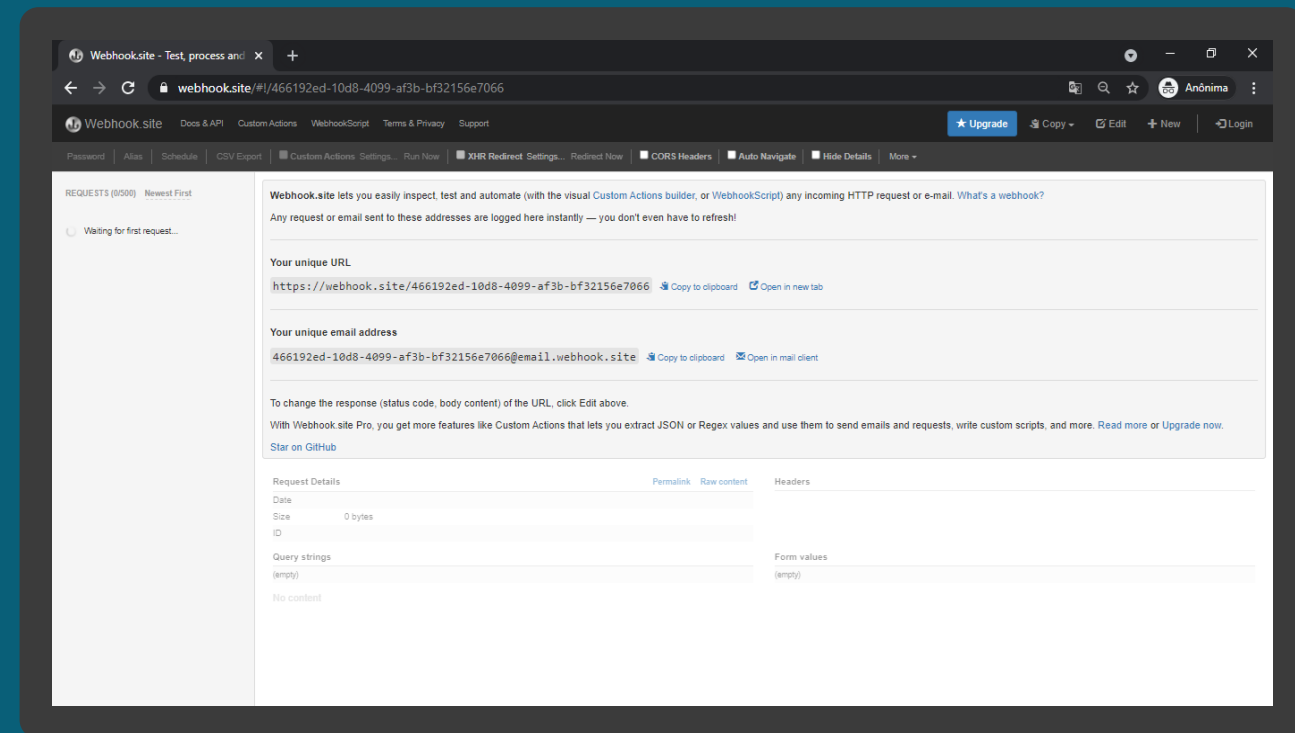 Webhook.site - Test, process and
webhook.site/#!/466192ed-10d8-4099-af3b-bf32156e7066
Anônima
Webhook.site Docs & API Custom Actions WebhookScript Terms & Privacy Support Upgrade Copy Edit New Login
Password Alias Schedule CSV Export Custom Actions Settings... Run Now XHR Redirect Settings... Redirect Now CORS Headers Auto Navigate Hide Details More
REQUESTS (0/500) Newest First
Waiting for first request...
Webhook.site lets you easily inspect, test and automate (with the visual Custom Actions builder, or WebhookScript) any incoming HTTP request or e-mail. What's a webhook?
Any request or email sent to these addresses are logged here instantly — you don't even have to refresh!
Your unique URL
https://webhook.site/466192ed-10d8-4099-af3b-bf32156e7066 Copy to clipboard Open in new tab
Your unique email address
466192ed-10d8-4099-af3b-bf32156e7066@email.webhook.site Copy to clipboard Open in mail client
To change the response (status code, body content) of the URL, click Edit above.
With Webhook.site Pro, you get more features like Custom Actions that lets you extract JSON or Regex values and use them to send emails and requests, write custom scripts, and more. Read more or Upgrade now.
Star on GitHub
Request Details Permalink Raw content Headers
Date
Size 0 bytes
ID
Query strings Form values
(empty) (empty)
No content